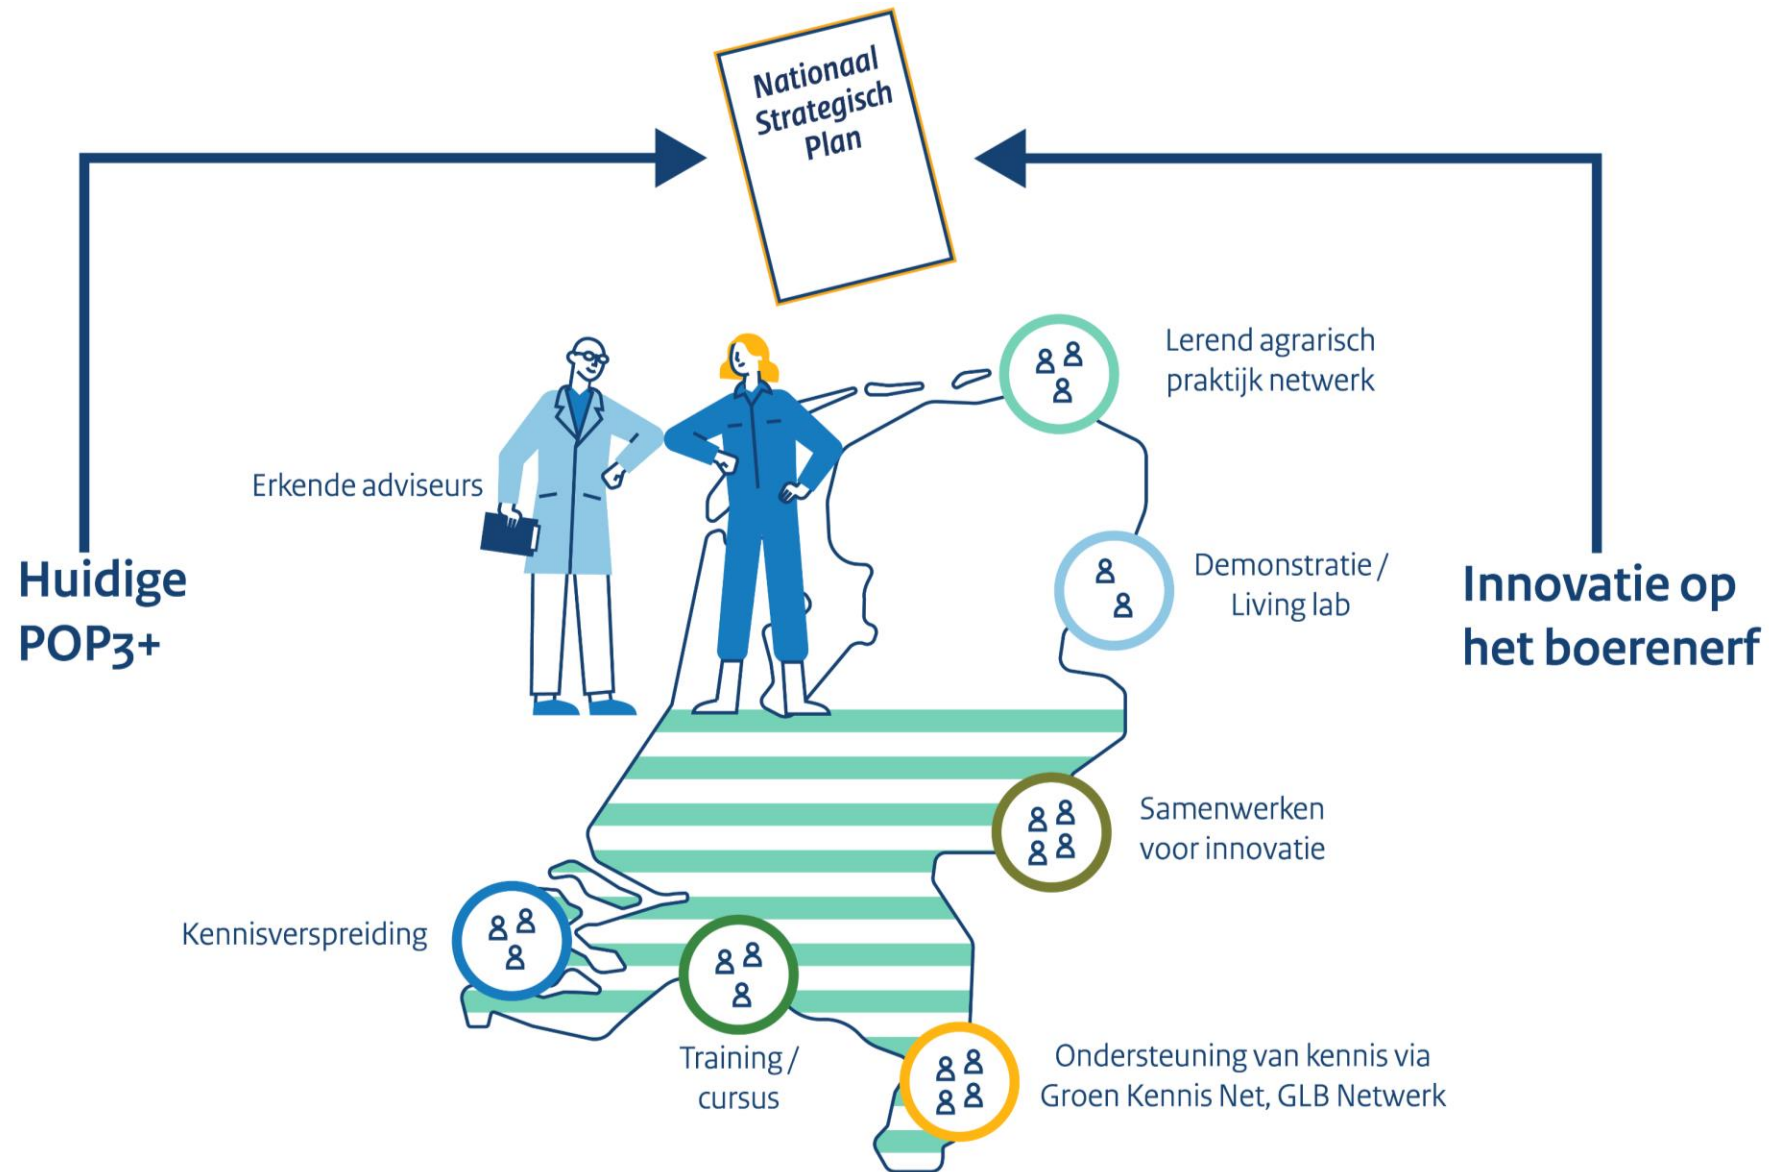 Nationaal
Strategisch
Plan
Lerend agrarisch
praktijk netwerk
Erkende adviseurs
Huidige
POP3+
Demonstratie /
Living lab
Innovatie op
het boerenerf
Samenwerken
voor innovatie
Kennisverspreiding
Training /
cursus
Ondersteuning van kennis via
Groen Kennis Net, GLB Netwerk